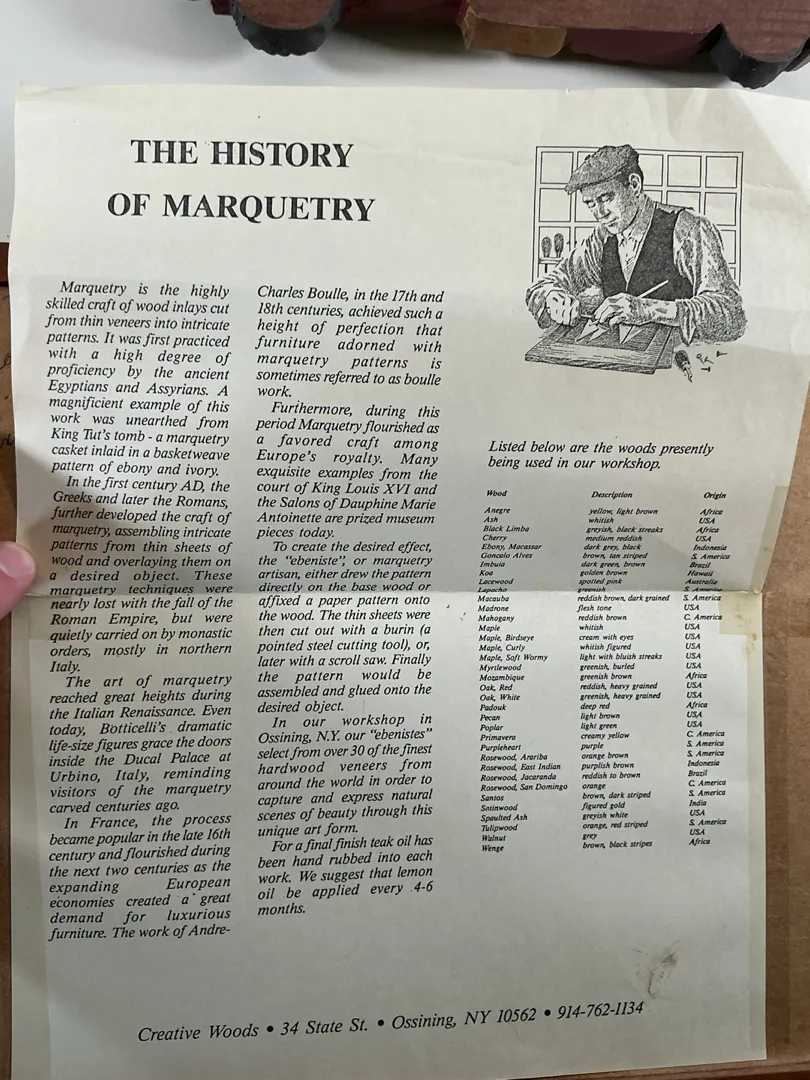 THE HISTORY
OF MARQUETRY
Marquetry is the highly
skilled craft of wood inlays cut
from thin veneers into intricate
patterns. It was first practiced
with a high degree of
proficiency by the ancient
Egyptians and Assyrians. A
magnificient example of this
work was unearthed from
King Tut's tomb - a marquetry
casket inlaid in a basketweave
pattern of ebony and ivory.
In the first century AD, the
Greeks and later the Romans,
further developed the craft of
marquetry, assembling intricate
patterns from thin sheets of
wood and overlaying them on
a desired object. These
marquetry techniques were
nearly lost with the fall of the
Roman Empire, but were
quietly carried on by monastic
orders, mostly in northern
Italy.
The art of marquetry
reached great heights during
the Italian Renaissance. Even
today, Botticelli's dramatic
life-size figures grace the doors
inside the Ducal Palace at
Urbino, Italy, reminding
visitors of the marquetry
carved centuries ago.
In France, the process
became popular in the late 16th
century and flourished during
the next two centuries as the
expanding European
economies created a great
demand for luxurious
furniture. The work of Andre-
Charles Boulle, in the 17th and
18th centuries, achieved such a
height of perfection that
furniture adorned with
marquetry patterns is
sometimes referred to as boulle
work.
Furthermore, during this
period Marquetry flourished as
a favored craft among
Europe's royalty. Many
exquisite examples from the
court of King Louis XVI and
the Salons of Dauphine Marie
Antoinette are prized museum
pieces today.
To create the desired effect,
the "ebeniste", or marquetry
artisan, either drew the pattern
directly on the base wood or
affixed a paper pattern onto
the wood. The thin sheets were
then cut out with a burin (a
pointed steel cutting tool), or,
later with a scroll saw. Finally
the pattern would be
assembled and glued onto the
desired object.
In our workshop in
Ossining, N.Y. our "ebenistes"
select from over 30 of the finest
hardwood veneers from
around the world in order to
capture and express natural
scenes of beauty through this
unique art form.
For a final finish teak oil has
been hand rubbed into each
work. We suggest that lemon
oil be applied every 4-6
months.
Listed below are the woods presently
being used in our workshop.
Wood Description Origin
Anegre yellow, light brown Africa
Ash whitish USA
Black Limba greyish, black streaks Africa
Cherry medium reddish USA
Ebony, Macassar dark grey, black Indonesia
Goncalo Alves brown, tan striped S. America
Imbuia dark green, brown Brazil
Koa golden brown Hawaii
Lacewood spotted pink Australia
Lapacho greenish S. America
Macauba reddish brown, dark grained S. America
Madrone flesh tone USA
Mahogany reddish brown C. America
Maple whitish USA
Maple, Birdseye cream with eyes USA
Maple, Curly whitish figured USA
Maple, Soft Wormy light with bluish streaks USA
Myrtlewood greenish, burled USA
Mozambique greenish brown Africa
Oak, Red reddish, heavy grained USA
Oak, White greenish, heavy grained USA
Padouk deep red Africa
Pecan light brown USA
Poplar light green USA
Primavera creamy yellow C. America
Purpleheart purple S. America
Rosewood, Arariba orange brown S. America
Rosewood, East Indian purplish brown Indonesia
Rosewood, Jacaranda reddish to brown Brazil
Rosewood, San Domingo orange C. America
Santos brown, dark striped S. America
Satinwood figured gold India
Spaulted Ash greyish white USA
Tulipwood orange, red striped S. America
Walnut grey USA
Wenge brown, black stripes Africa
Creative Woods • 34 State St. • Ossining, NY 10562 • 914-762-1134